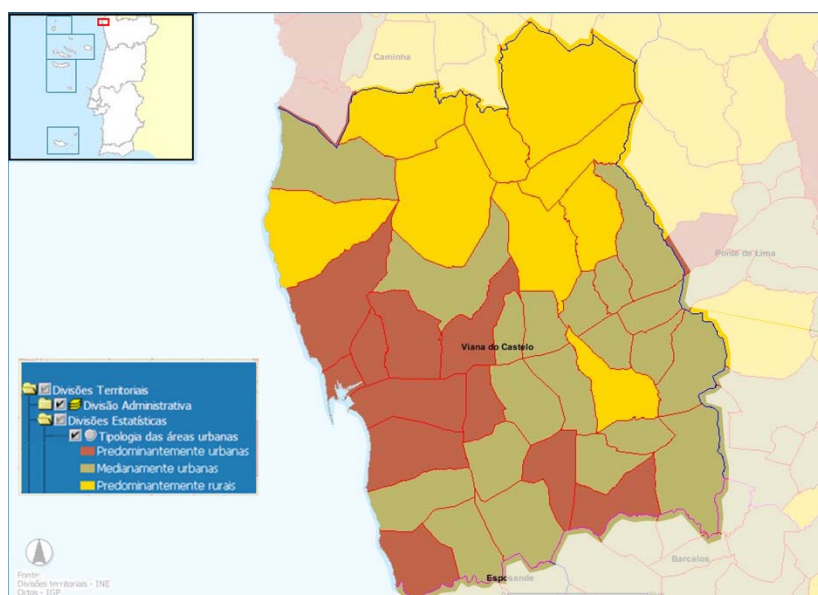 Caminha
Ponte de Lima
Viana do Castelo
Divisões Territoriais
Divisão Administrativa
Divisões Estatísticas
Tipologia das áreas urbanas
Predominantemente urbanas
Medianamente urbanas
Predominantemente rurais
Barcelos
Esposende
Fonte:
Divisões territoriais - INE
Ortos - IGP